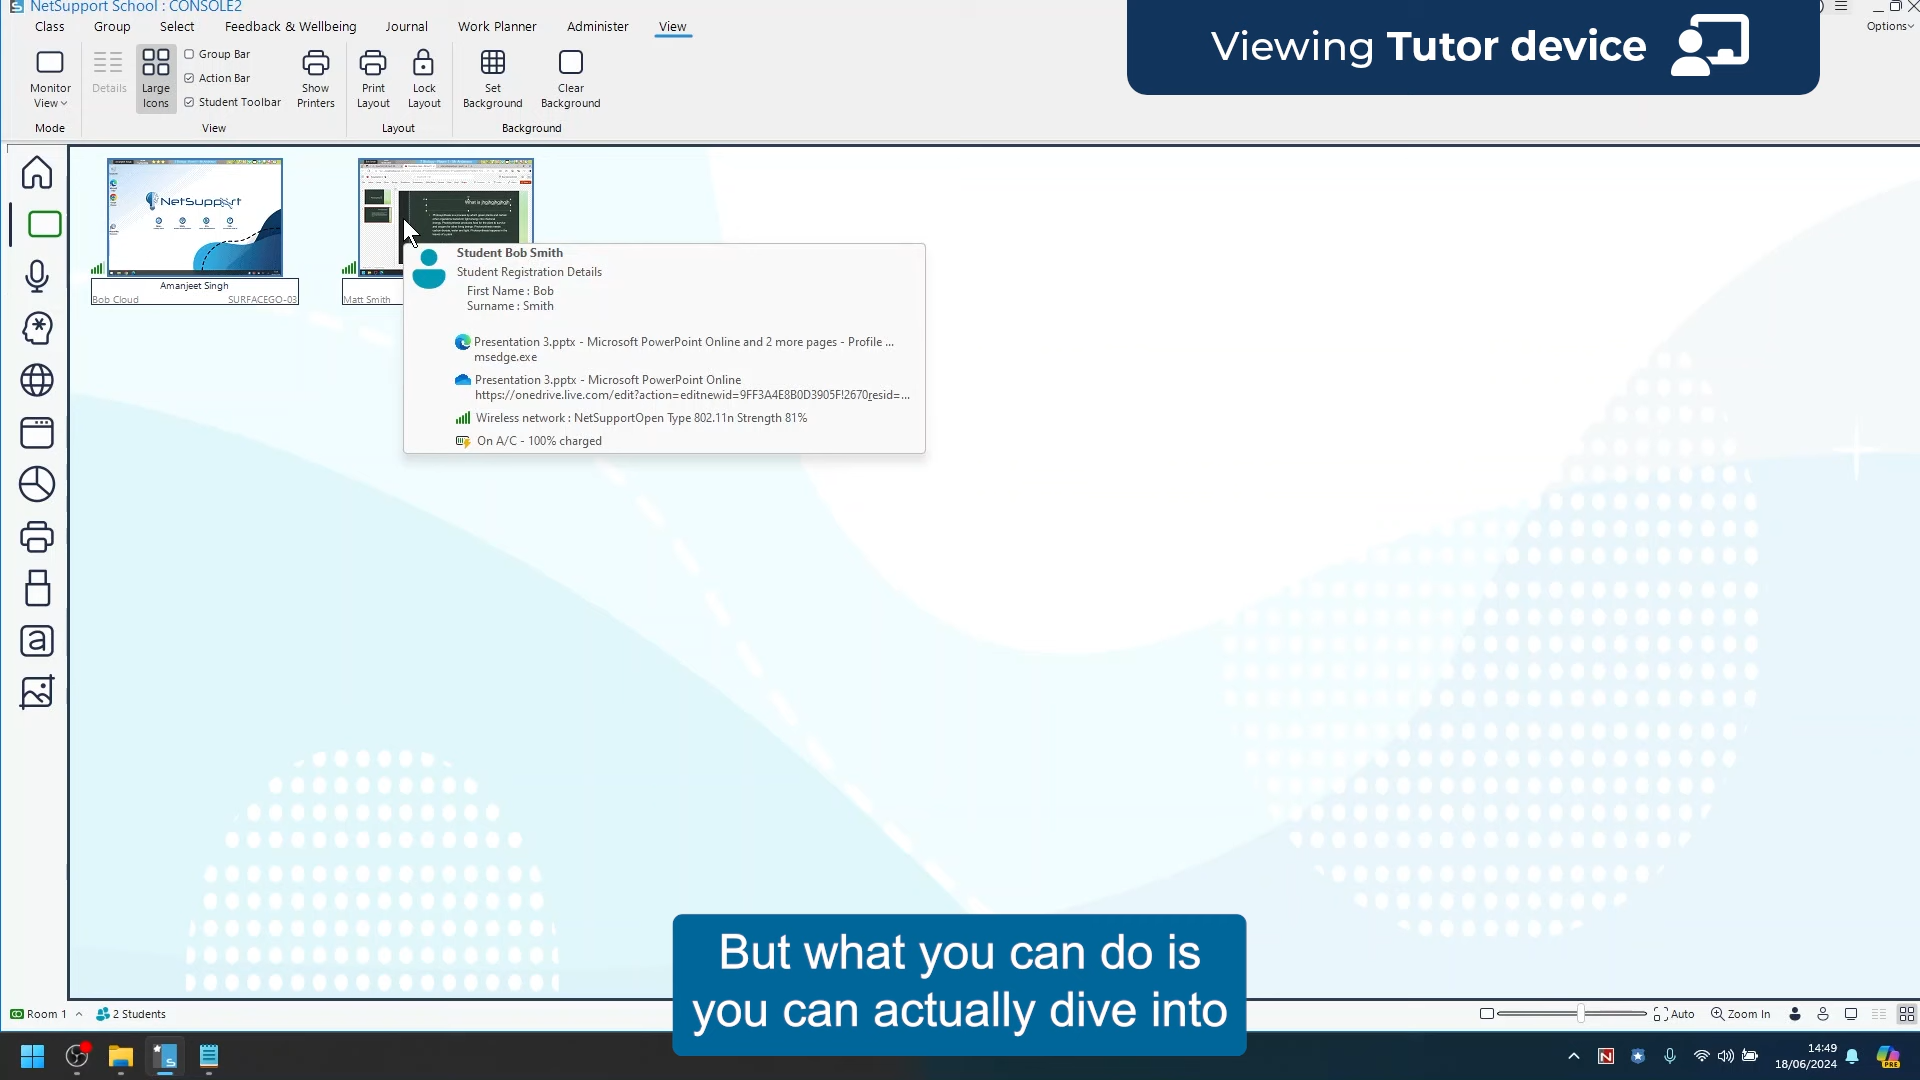 NetSupport School : CONSOLE2
Class Group Select Feedback & Wellbeing Journal Work Planner Administer View
Options
Viewing Tutor device
Monitor View
Details
Large Icons
Group Bar
Action Bar
Student Toolbar
Show Printers
Print Layout
Lock Layout
Set Background
Clear Background
Mode View Layout Background
NetSupport
Amanjeet Singh
Bob Cloud SURFACEGO-03
Matt Smith
Student Bob Smith
Student Registration Details
First Name : Bob
Surname : Smith
Presentation 3.pptx - Microsoft PowerPoint Online and 2 more pages - Profile ...
msedge.exe
Presentation 3.pptx - Microsoft PowerPoint Online
https://onedrive.live.com/edit?action=editnewid=9FF3A4E8B0D3905F!2670resid=...
Wireless network : NetSupportOpen Type 802.11n Strength 81%
On A/C - 100% charged
But what you can do is
you can actually dive into
Room 1 2 Students
Auto Zoom In
14:49
18/06/2024